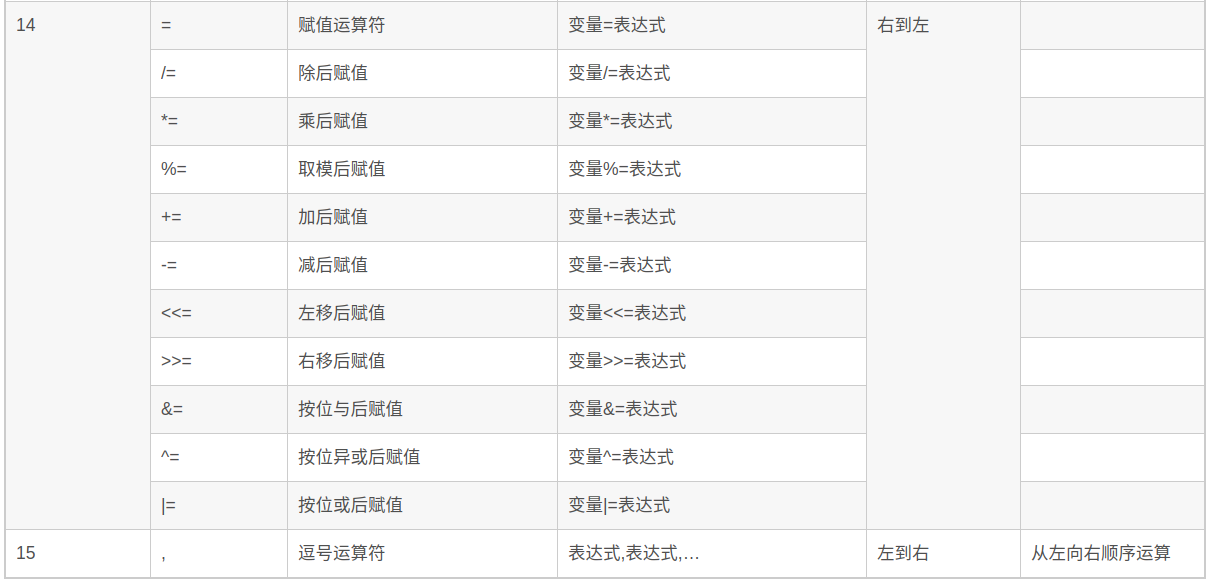 14 = 赋值运算符 变量=表达式 右到左
/= 除后赋值 变量/=表达式
*= 乘后赋值 变量*=表达式
%= 取模后赋值 变量%=表达式
+= 加后赋值 变量+=表达式
-= 减后赋值 变量-=表达式
<<= 左移后赋值 变量<<=表达式
>>= 右移后赋值 变量>>=表达式
&= 按位与后赋值 变量&=表达式
^= 按位异或后赋值 变量^=表达式
|= 按位或后赋值 变量|=表达式
15 , 逗号运算符 表达式,表达式,… 左到右 从左向右顺序运算